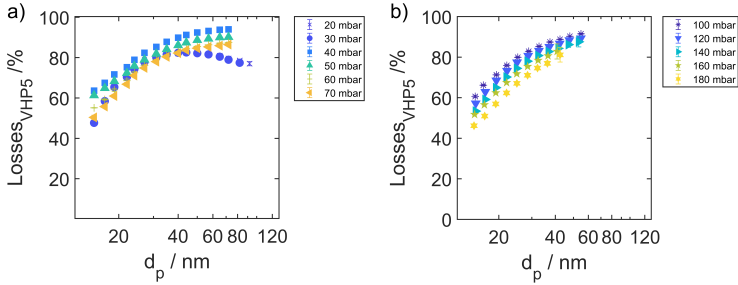 a)
Losses_VHP5 /%
100
80
60
40
20
20
40
60
80
120
d_p / nm
20 mbar
30 mbar
40 mbar
50 mbar
60 mbar
70 mbar
b)
Losses_VHP5 /%
100
80
60
40
20
0
20
40
60
80
120
d_p / nm
100 mbar
120 mbar
140 mbar
160 mbar
180 mbar